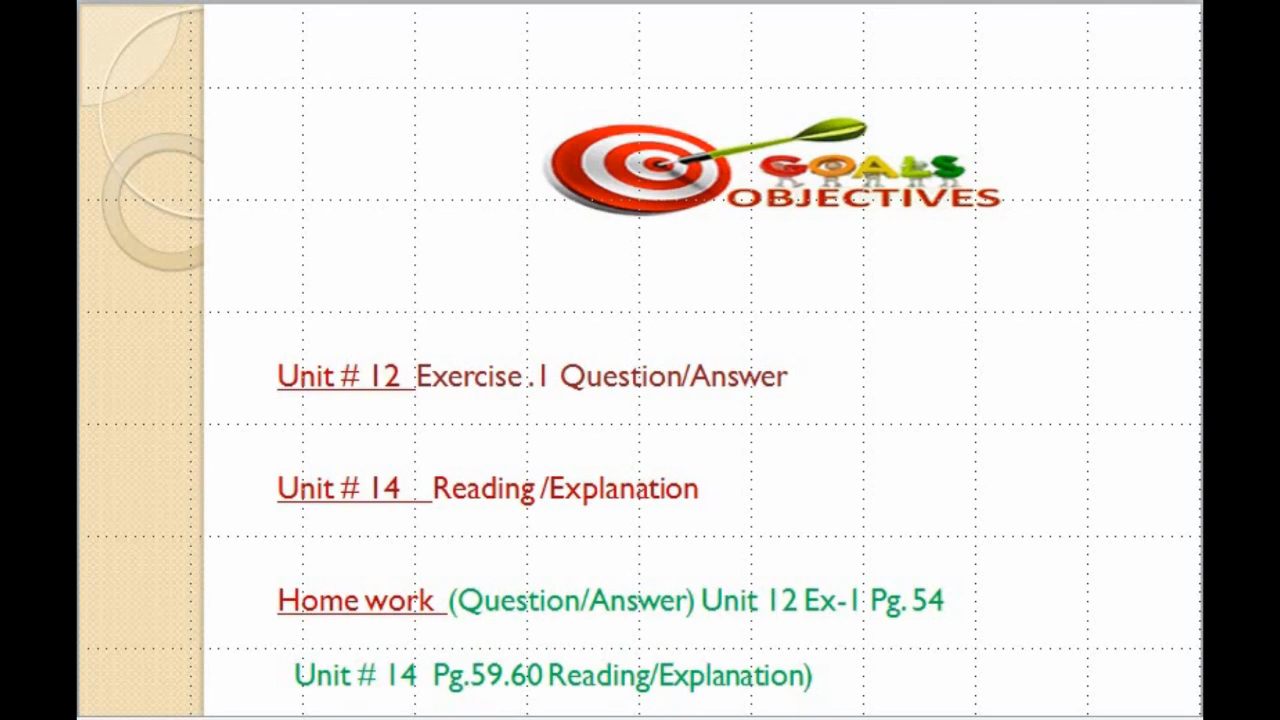 GOALS
OBJECTIVES
Unit # 12 Exercise .1 Question/Answer
Unit # 14 Reading /Explanation
Home work (Question/Answer) Unit 12 Ex-1 Pg. 54
Unit # 14 Pg.59.60 Reading/Explanation)